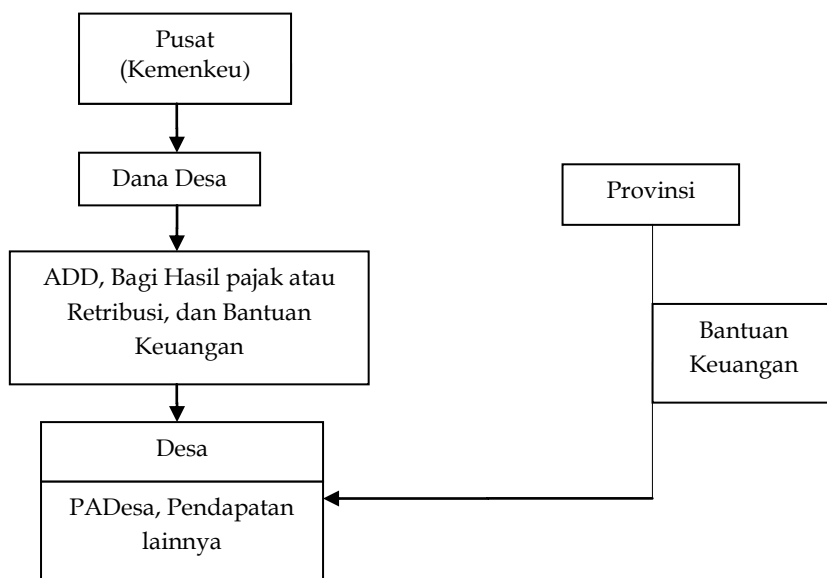 Pusat
(Kemenkeu)
Dana Desa
ADD, Bagi Hasil pajak atau
Retribusi, dan Bantuan
Keuangan
Desa
PADesa, Pendapatan
lainnya
Provinsi
Bantuan
Keuangan